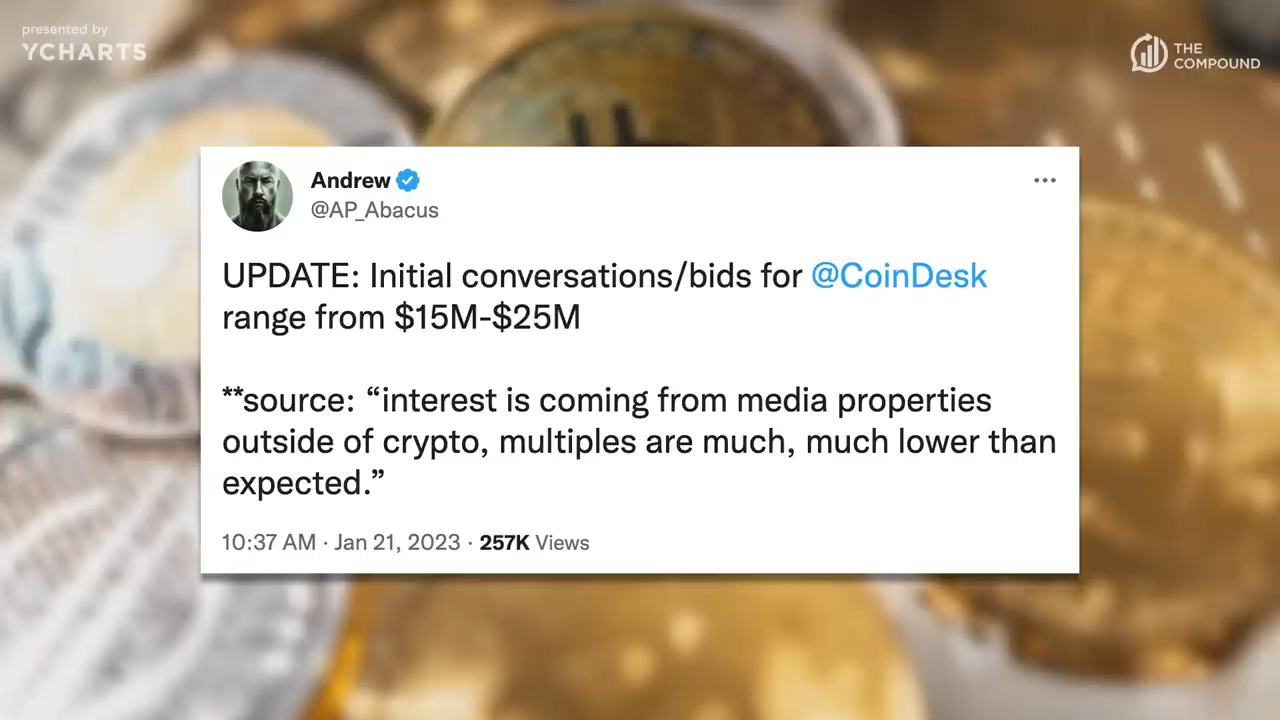 presented by
YCHARTS
THE
COMPOUND
Andrew
@AP_Abacus
UPDATE: Initial conversations/bids for @CoinDesk
range from $15M-$25M
**source: “interest is coming from media properties
outside of crypto, multiples are much, much lower than
expected.”
10:37 AM · Jan 21, 2023 · 257K Views